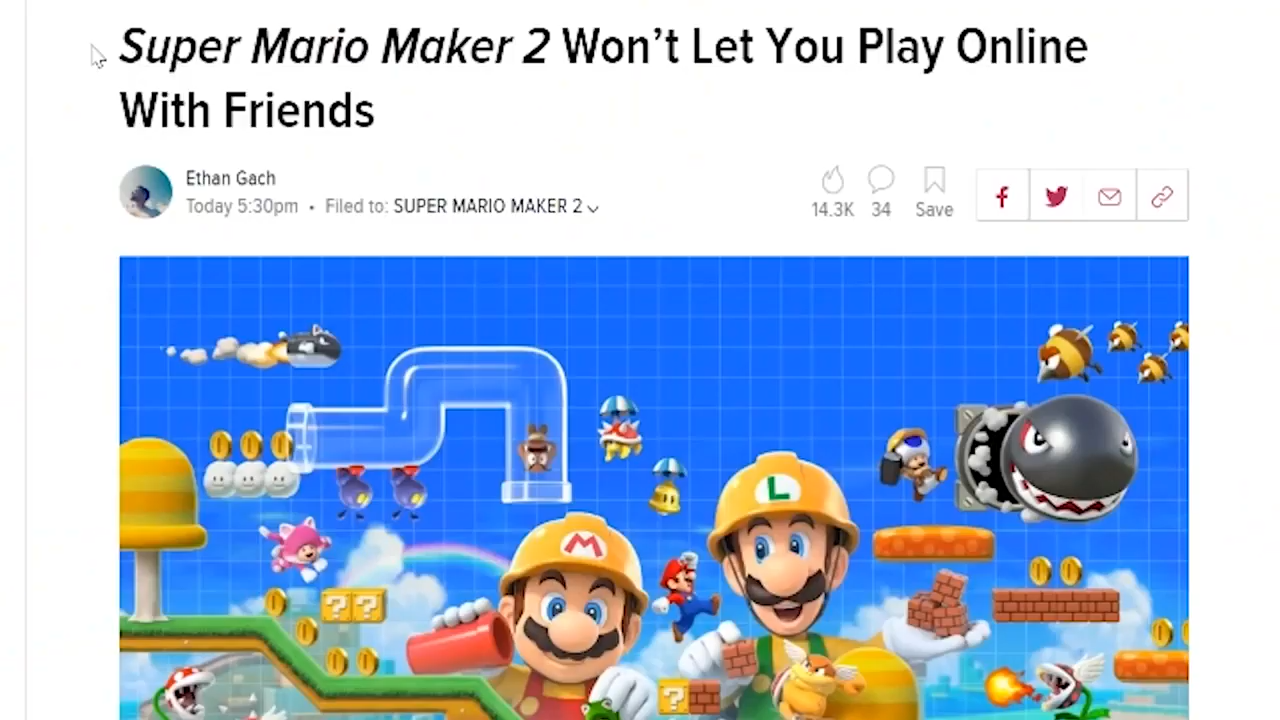 Super Mario Maker 2 Won't Let You Play Online
With Friends
Ethan Gach
Today 5:30pm • Filed to: SUPER MARIO MAKER 2
14.3K 34 Save
L
M
? ?
?